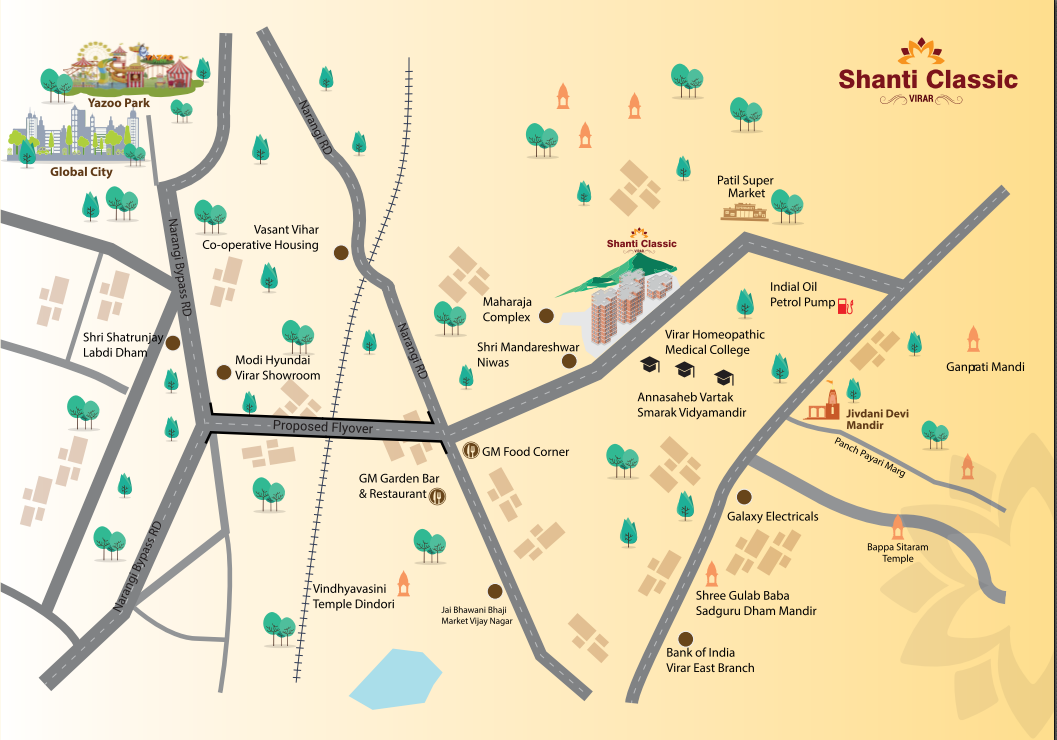 Shanti Classic
VIRAR
Yazoo Park
Global City
Narangi RD
Narangi Bypass RD
Vasant Vihar
Co-operative Housing
Patil Super
Market
Shanti Classic
VIRAR
Indial Oil
Petrol Pump
Maharaja
Complex
Shri Mandareshwar
Niwas
Virar Homeopathic
Medical College
Annasaheb Vartak
Smarak Vidyamandir
Ganpati Mandi
Shri Shatrunjay
Labdi Dham
Modi Hyundai
Virar Showroom
Narangi RD
Jivdani Devi
Mandir
Panch Payari Marg
Proposed Flyover
GM Food Corner
GM Garden Bar
& Restaurant
Galaxy Electricals
Bappa Sitaram
Temple
Narangi Bypass RD
Vindhyavasini
Temple Dindori
Jai Bhawani Bhaji
Market Vijay Nagar
Shree Gulab Baba
Sadguru Dham Mandir
Bank of India
Virar East Branch